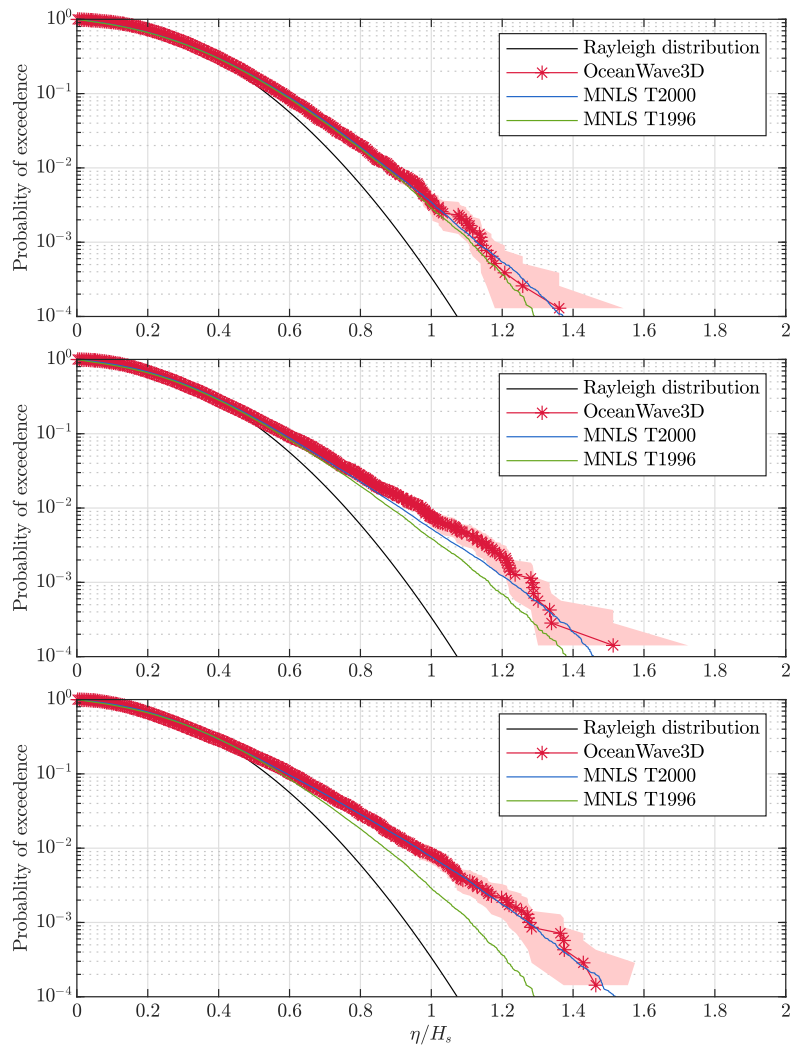 10^0
10^-1
10^-2
10^-3
10^-4
Probablity of exceedence
Rayleigh distribution
OceanWave3D
MNLS T2000
MNLS T1996
0 0.2 0.4 0.6 0.8 1 1.2 1.4 1.6 1.8 2
10^0
10^-1
10^-2
10^-3
10^-4
Probablity of exceedence
Rayleigh distribution
OceanWave3D
MNLS T2000
MNLS T1996
0 0.2 0.4 0.6 0.8 1 1.2 1.4 1.6 1.8 2
10^0
10^-1
10^-2
10^-3
10^-4
Probablity of exceedence
Rayleigh distribution
OceanWave3D
MNLS T2000
MNLS T1996
0 0.2 0.4 0.6 0.8 1 1.2 1.4 1.6 1.8 2
η/H_s